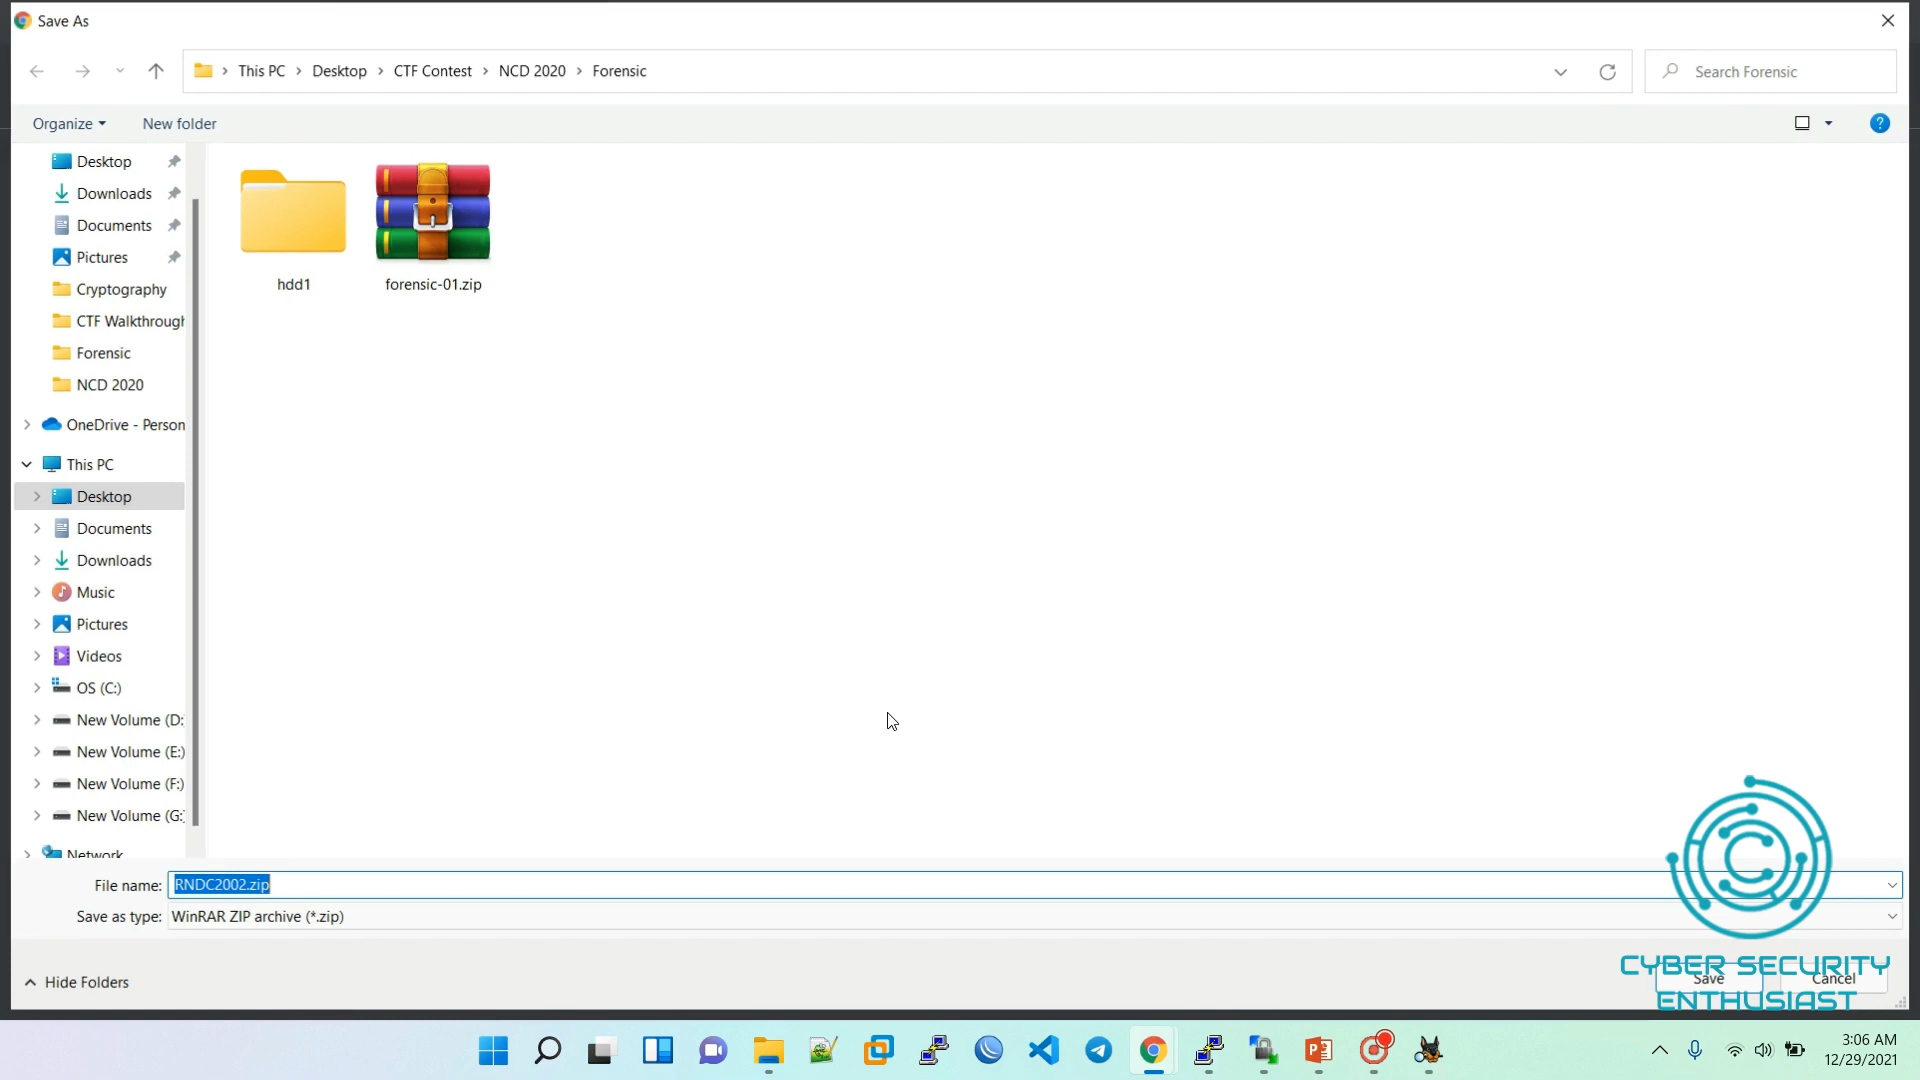 Save As
This PC > Desktop > CTF Contest > NCD 2020 > Forensic
Search Forensic
Organize
New folder
Desktop
Downloads
Documents
Pictures
Cryptography
CTF Walkthrough
Forensic
NCD 2020
OneDrive - Person
This PC
Desktop
Documents
Downloads
Music
Pictures
Videos
OS (C:)
New Volume (D:
New Volume (E:)
New Volume (F:)
New Volume (G:
Network
hdd1
forensic-01.zip
File name: RNDC2002.zip
Save as type: WinRAR ZIP archive (*.zip)
Hide Folders
Save
Cancel
CYBER SECURITY
ENTHUSIAST
3:06 AM
12/29/2021